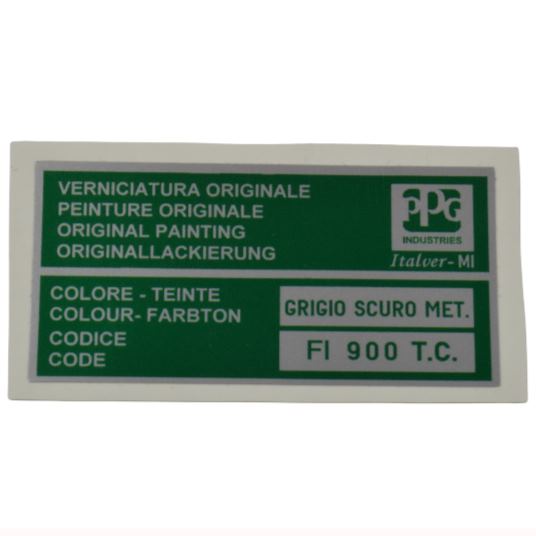 VERNICIATURA ORIGINALE
PEINTURE ORIGINALE
ORIGINAL PAINTING
ORIGINALLACKIERUNG
PPG
INDUSTRIES
Italver - MI
COLORE - TEINTE
COLOUR- FARBTON
GRIGIO SCURO MET.
CODICE
CODE
FI 900 T.C.